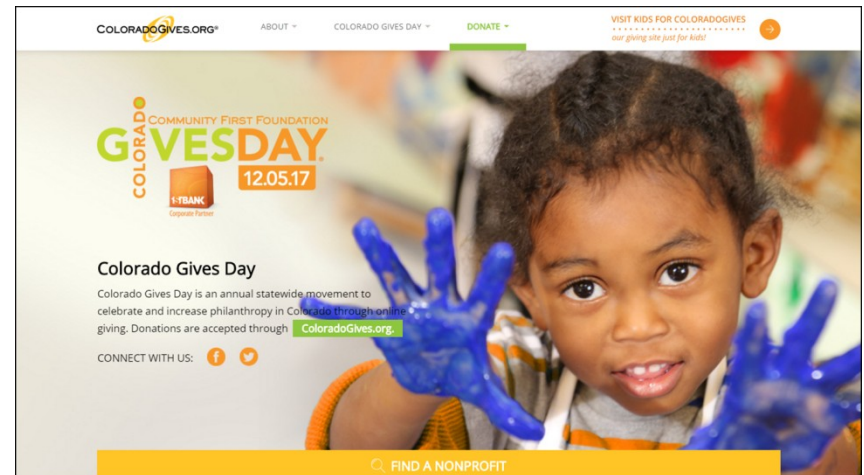 COLORADOGIVES.ORG®
ABOUT
COLORADO GIVES DAY
DONATE
VISIT KIDS FOR COLORADOGIVES
our giving site just for kids!
COMMUNITY FIRST FOUNDATION
COLORADO
GIVESDAY®
12.05.17
1STBANK
Corporate Partner
Colorado Gives Day
Colorado Gives Day is an annual statewide movement to
celebrate and increase philanthropy in Colorado through online
giving. Donations are accepted through ColoradoGives.org.
CONNECT WITH US:
FIND A NONPROFIT